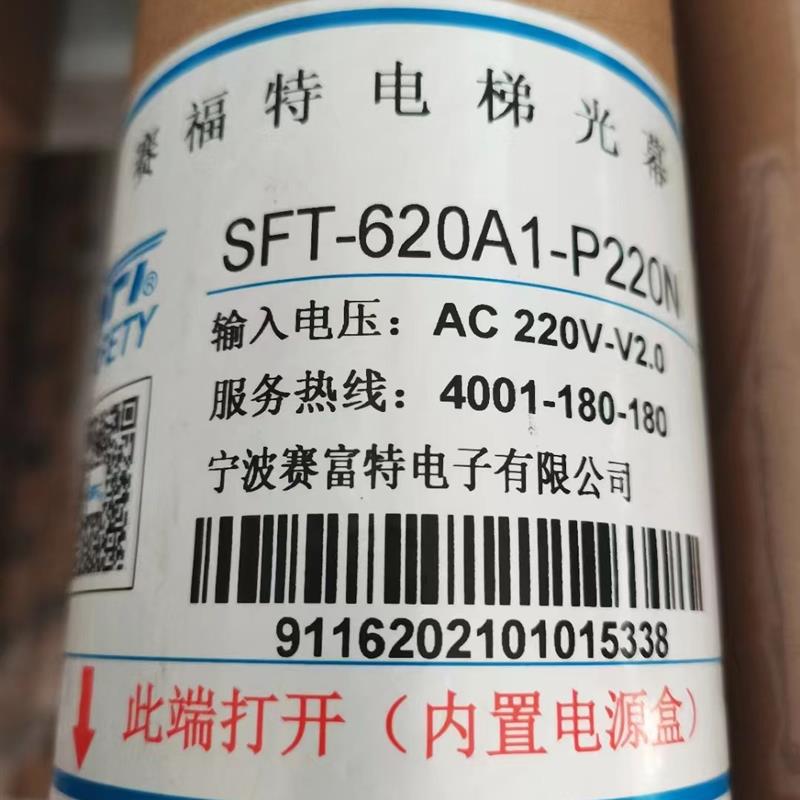 赛福特电梯光幕
SFT-620A1-P220N
®
输入电压：AC 220V-V2.0
服务热线：4001-180-180
宁波赛富特电子有限公司
9116202101015338
此端打开（内置电源盒）